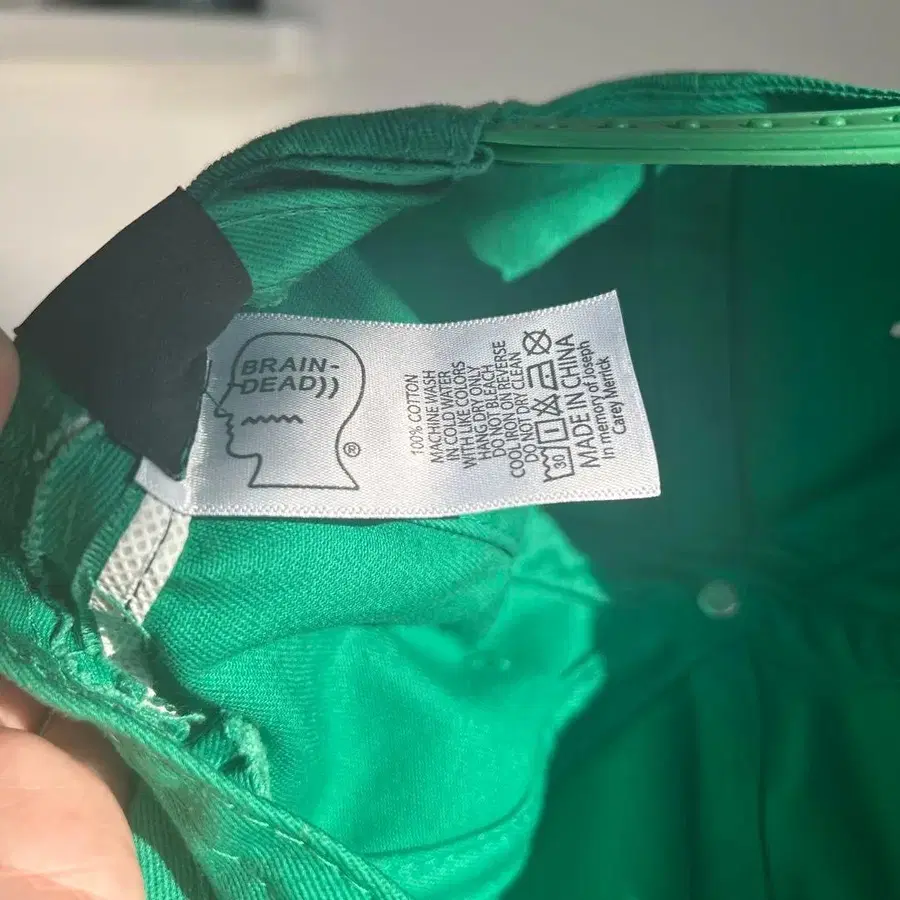 BRAIN-
DEAD))
®
100% COTTON
MACHINE WASH
IN COLD WATER
WITH LIKE COLORS
HANG DRY ONLY
DO NOT BLEACH
COOL IRON ON REVERSE
DO NOT DRY CLEAN
30
MADE IN CHINA
In memory of Joseph
Carey Merrick